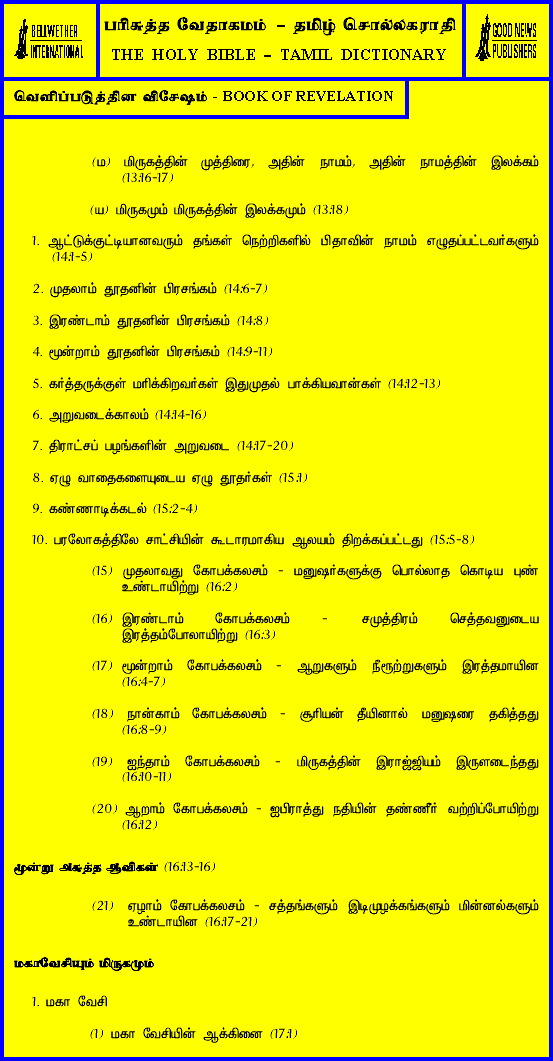 BELLWETHER
INTERNATIONAL
பரிசுத்த வேதாகமம் – தமிழ் சொல்லகராதி
THE HOLY BIBLE – TAMIL DICTIONARY
GOOD NEWS
PUBLISHERS
வெளிப்படுத்தின விசேஷம் - BOOK OF REVELATION
(ம) மிருகத்தின் முத்திரை, அதின் நாமம், அதின் நாமத்தின் இலக்கம்
(13:16-17)
(ய) மிருகமும் மிருகத்தின் இலக்கமும் (13:18)
1. ஆட்டுக்குட்டியானவரும் தங்கள் நெற்றிகளில் பிதாவின் நாமம் எழுதப்பட்டவர்களும்
(14:1-5)
2. முதலாம் தூதனின் பிரசங்கம் (14:6-7)
3. இரண்டாம் தூதனின் பிரசங்கம் (14:8)
4. மூன்றாம் தூதனின் பிரசங்கம் (14:9-11)
5. கர்த்தருக்குள் மரிக்கிறவர்கள் இதுமுதல் பாக்கியவான்கள் (14:12-13)
6. அறுவடைக்காலம் (14:14-16)
7. திராட்சப் பழங்களின் அறுவடை (14:17-20)
8. ஏழு வாதைகளையுடைய ஏழு தூதர்கள் (15:1)
9. கண்ணாடிக்கடல் (15:2-4)
10. பரலோகத்திலே சாட்சியின் கூடாரமாகிய ஆலயம் திறக்கப்பட்டது (15:5-8)
(15) முதலாவது கோபக்கலசம் - மனுஷர்களுக்கு பொல்லாத கொடிய புண்
உண்டாயிற்று (16:2)
(16) இரண்டாம் கோபக்கலசம் - சமுத்திரம் செத்தவனுடைய
இரத்தம்போலாயிற்று (16:3)
(17) மூன்றாம் கோபக்கலசம் - ஆறுகளும் நீரூற்றுகளும் இரத்தமாயின
(16:4-7)
(18) நான்காம் கோபக்கலசம் - சூரியன் தீயினால் மனுஷரை தகித்தது
(16:8-9)
(19) ஐந்தாம் கோபக்கலசம் - மிருகத்தின் இராஜ்ஜியம் இருளடைந்தது
(16:10-11)
(20) ஆறாம் கோபக்கலசம் - ஐபிராத்து நதியின் தண்ணீர் வற்றிப்போயிற்று
(16:12)
மூன்று அசுத்த ஆவிகள் (16:13-16)
(21) ஏழாம் கோபக்கலசம் - சத்தங்களும் இடிமுழக்கங்களும் மின்னல்களும்
உண்டாயின (16:17-21)
மகாவேசியும் மிருகமும்
1. மகா வேசி
(1) மகா வேசியின் ஆக்கினை (17:1)